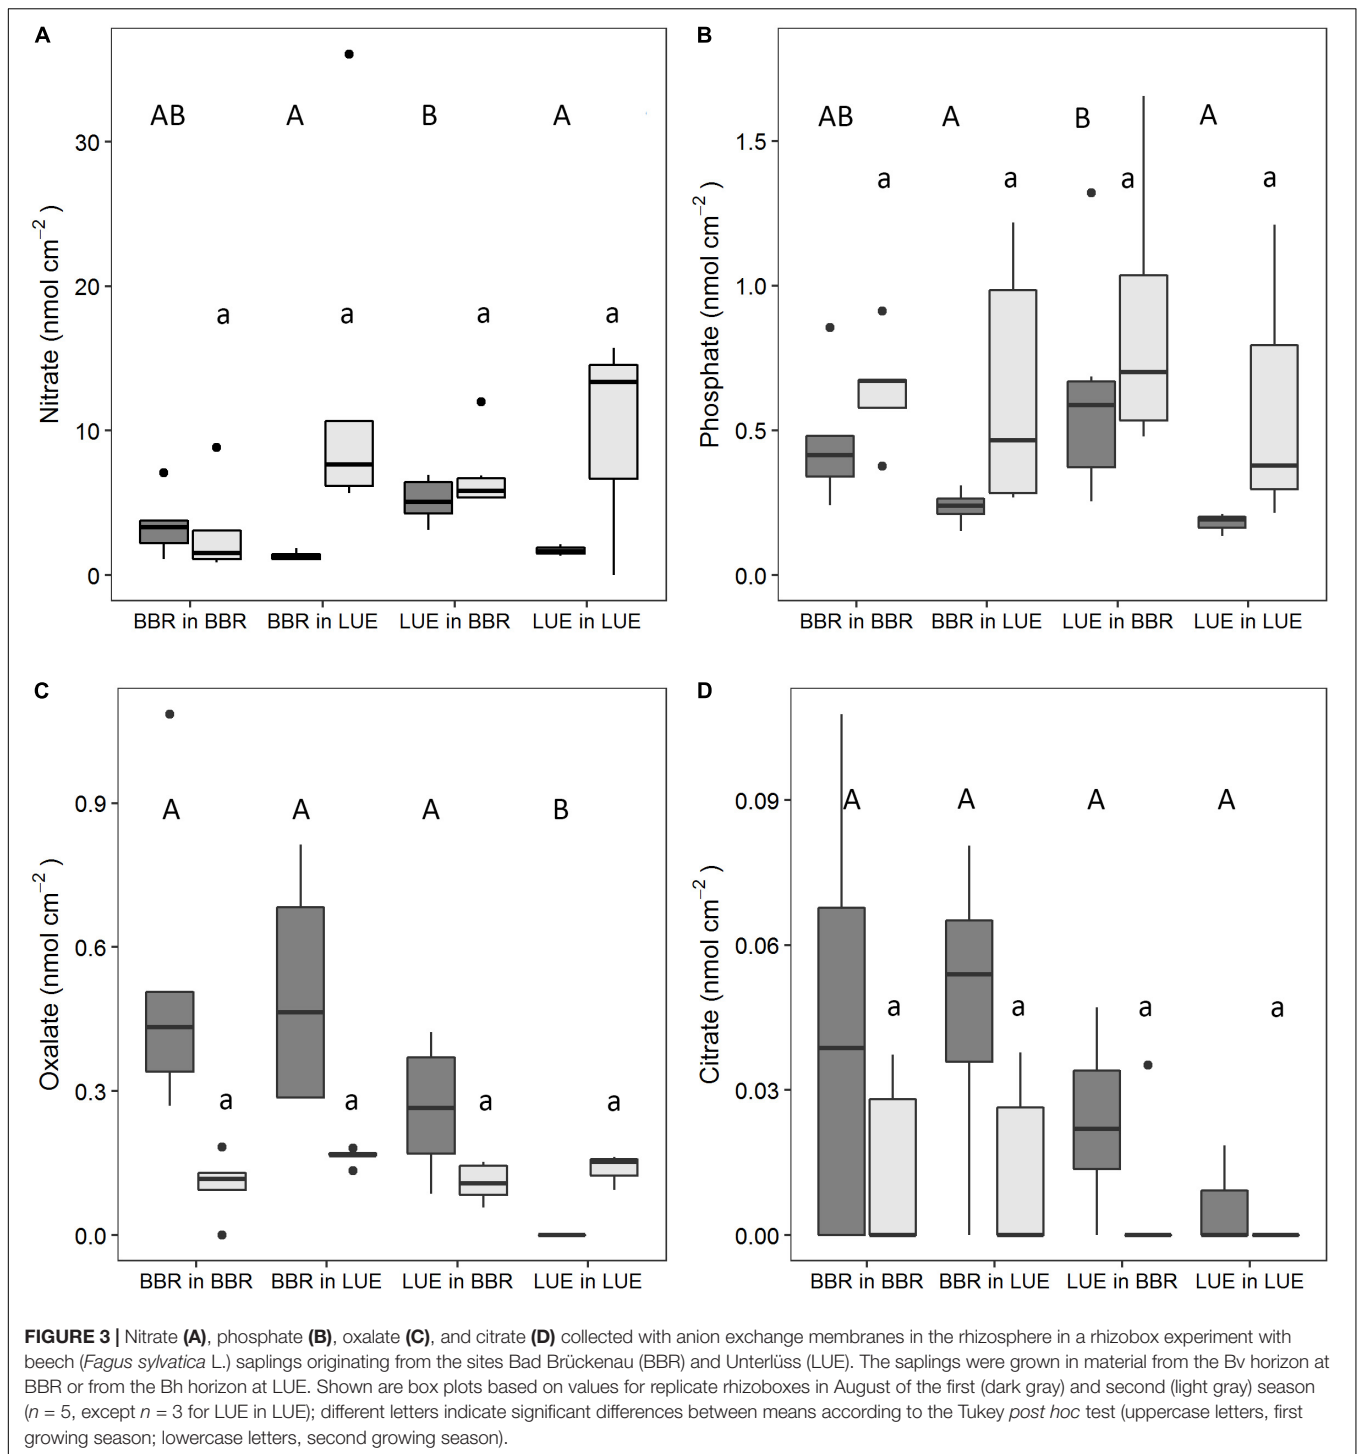 A
AB A B A
a a a a
Nitrate (nmol cm−2 )
30
20
10
0
BBR in BBR BBR in LUE LUE in BBR LUE in LUE
B
AB A B A
a a a a
Phosphate (nmol cm−2 )
1.5
1.0
0.5
0.0
BBR in BBR BBR in LUE LUE in BBR LUE in LUE
C
A A A B
a a a a
Oxalate (nmol cm−2 )
0.9
0.6
0.3
0.0
BBR in BBR BBR in LUE LUE in BBR LUE in LUE
D
A A A A
a a a a
Citrate (nmol cm−2 )
0.09
0.06
0.03
0.00
BBR in BBR BBR in LUE LUE in BBR LUE in LUE
FIGURE 3 | Nitrate (A), phosphate (B), oxalate (C), and citrate (D) collected with anion exchange membranes in the rhizosphere in a rhizobox experiment with
beech (Fagus sylvatica L.) saplings originating from the sites Bad Brückenau (BBR) and Unterlüss (LUE). The saplings were grown in material from the Bv horizon at
BBR or from the Bh horizon at LUE. Shown are box plots based on values for replicate rhizoboxes in August of the first (dark gray) and second (light gray) season
(n = 5, except n = 3 for LUE in LUE); different letters indicate significant differences between means according to the Tukey post hoc test (uppercase letters, first
growing season; lowercase letters, second growing season).